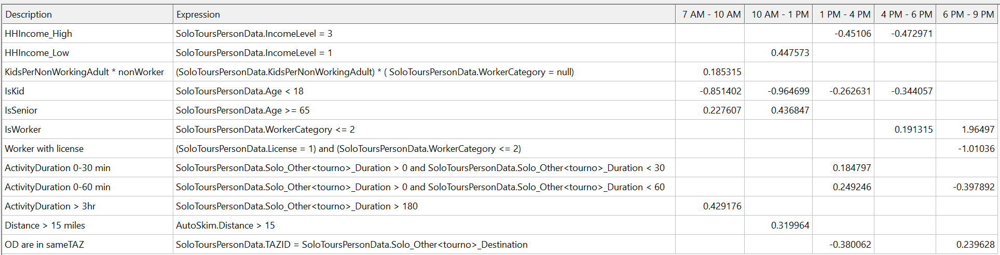 Description Expression 7 AM - 10 AM 10 AM - 1 PM 1 PM - 4 PM 4 PM - 6 PM 6 PM - 9 PM
HHIncome_High SoloToursPersonData.IncomeLevel = 3 -0.45106 -0.472971
HHIncome_Low SoloToursPersonData.IncomeLevel = 1 0.447573
KidsPerNonWorkingAdult * nonWorker (SoloToursPersonData.KidsPerNonWorkingAdult) * ( SoloToursPersonData.WorkerCategory = null) 0.185315
IsKid SoloToursPersonData.Age < 18 -0.851402 -0.964699 -0.262631 -0.344057
IsSenior SoloToursPersonData.Age >= 65 0.227607 0.436847
IsWorker SoloToursPersonData.WorkerCategory <= 2 0.191315 1.96497
Worker with license (SoloToursPersonData.License = 1) and (SoloToursPersonData.WorkerCategory <= 2) -1.01036
ActivityDuration 0-30 min SoloToursPersonData.Solo_Other<tourno>_Duration > 0 and SoloToursPersonData.Solo_Other<tourno>_Duration < 30 0.184797
ActivityDuration 0-60 min SoloToursPersonData.Solo_Other<tourno>_Duration > 0 and SoloToursPersonData.Solo_Other<tourno>_Duration < 60 0.249246 -0.397892
ActivityDuration > 3hr SoloToursPersonData.Solo_Other<tourno>_Duration > 180 0.429176
Distance > 15 miles AutoSkim.Distance > 15 0.319964
OD are in sameTAZ SoloToursPersonData.TAZID = SoloToursPersonData.Solo_Other<tourno>_Destination -0.380062 0.239628